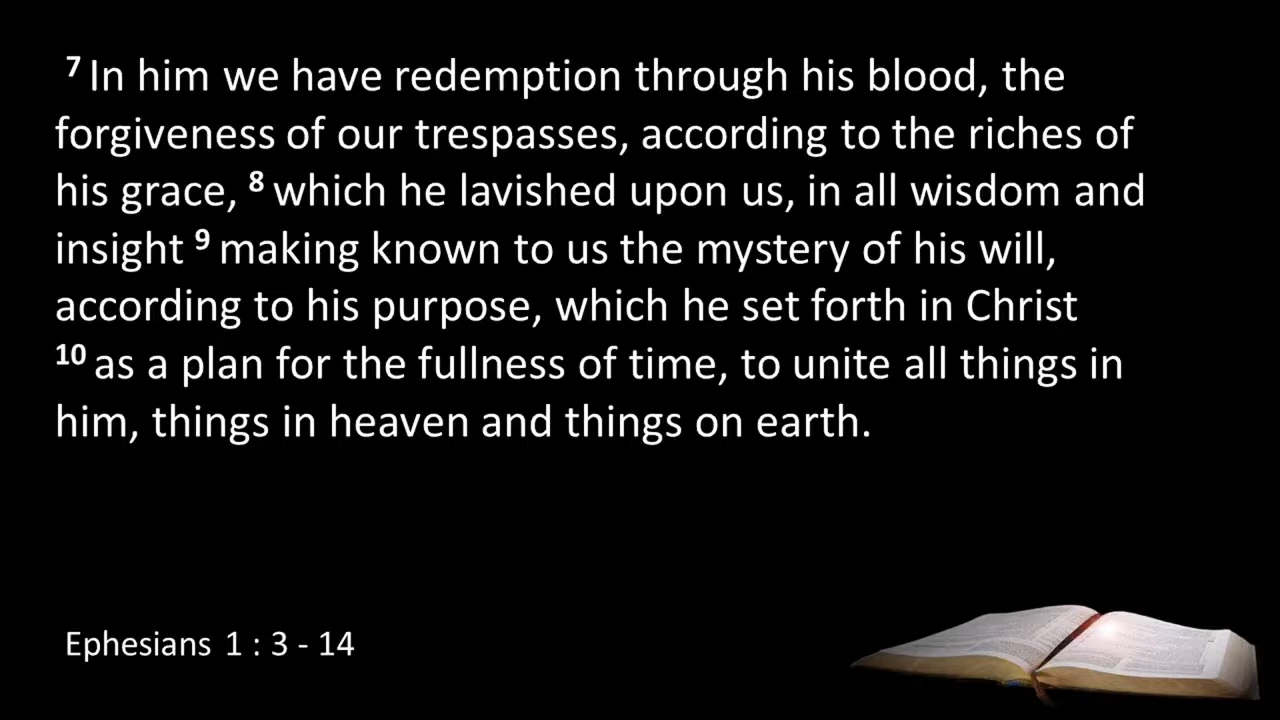 7 In him we have redemption through his blood, the
forgiveness of our trespasses, according to the riches of
his grace, 8 which he lavished upon us, in all wisdom and
insight 9 making known to us the mystery of his will,
according to his purpose, which he set forth in Christ
10 as a plan for the fullness of time, to unite all things in
him, things in heaven and things on earth.
Ephesians 1 : 3 - 14